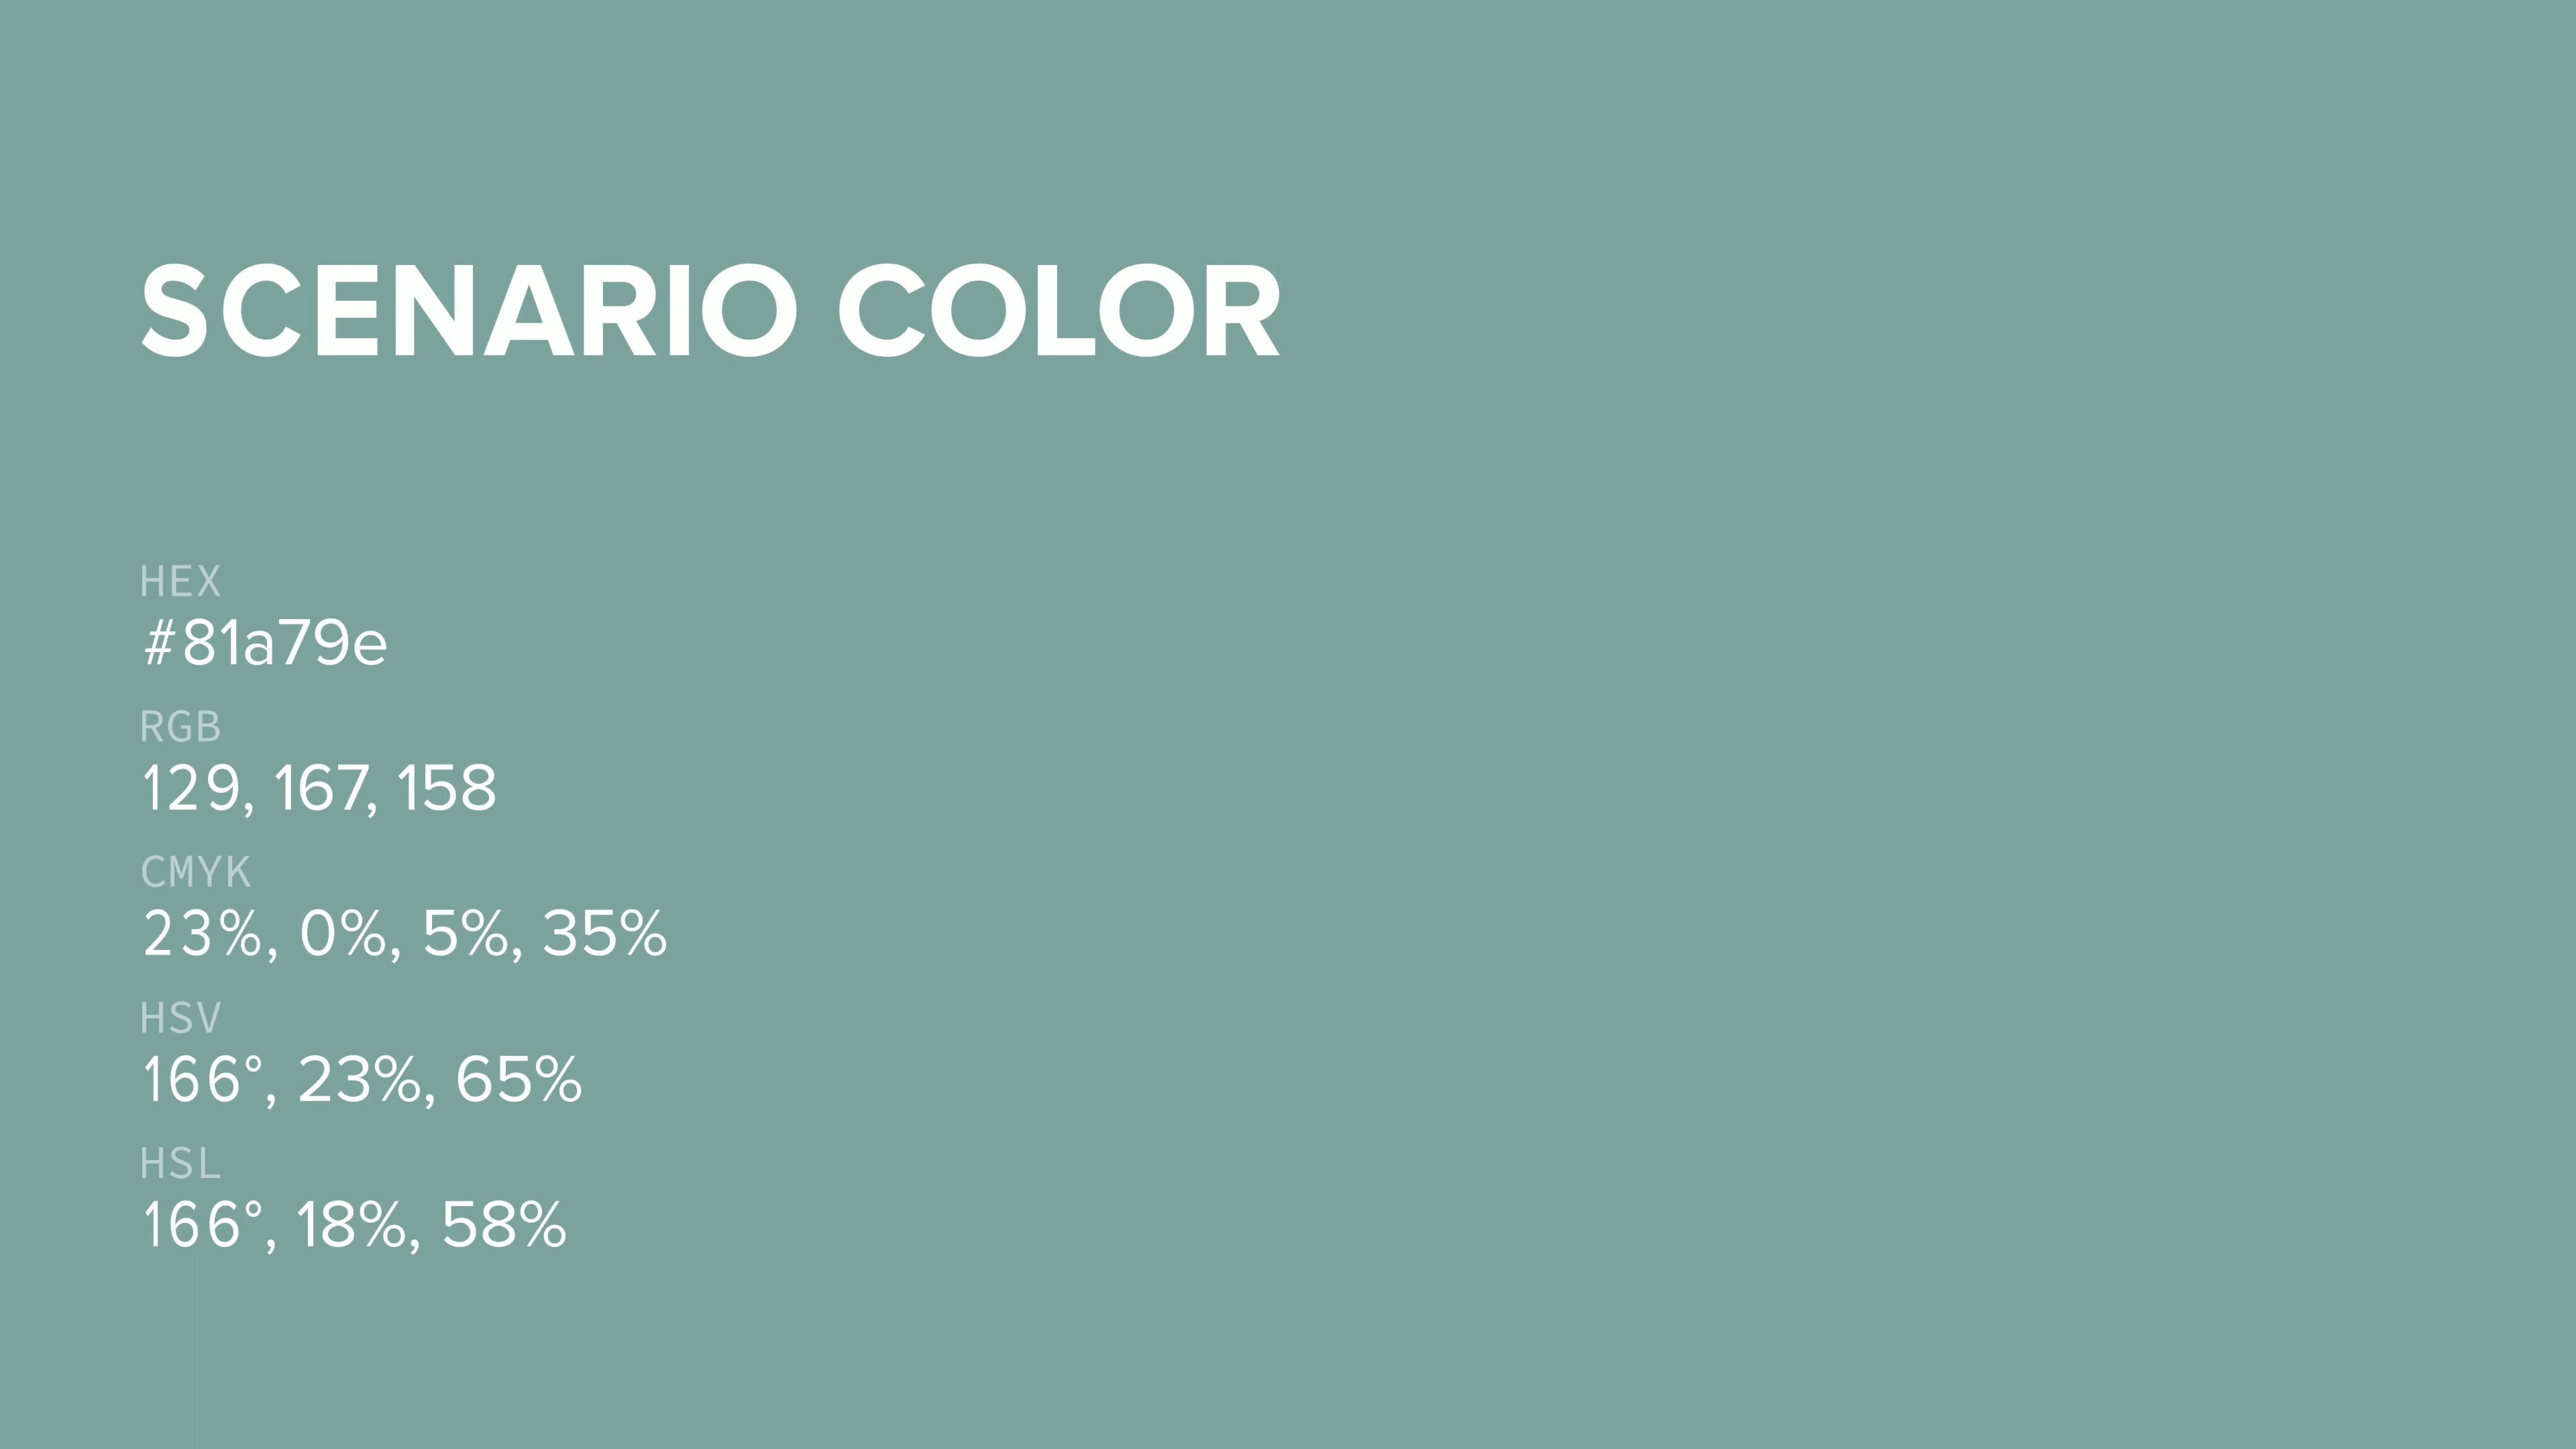 SCENARIO COLOR
HEX
#81a79e
RGB
129, 167, 158
CMYK
23%, 0%, 5%, 35%
HSV
166°, 23%, 65%
HSL
166°, 18%, 58%